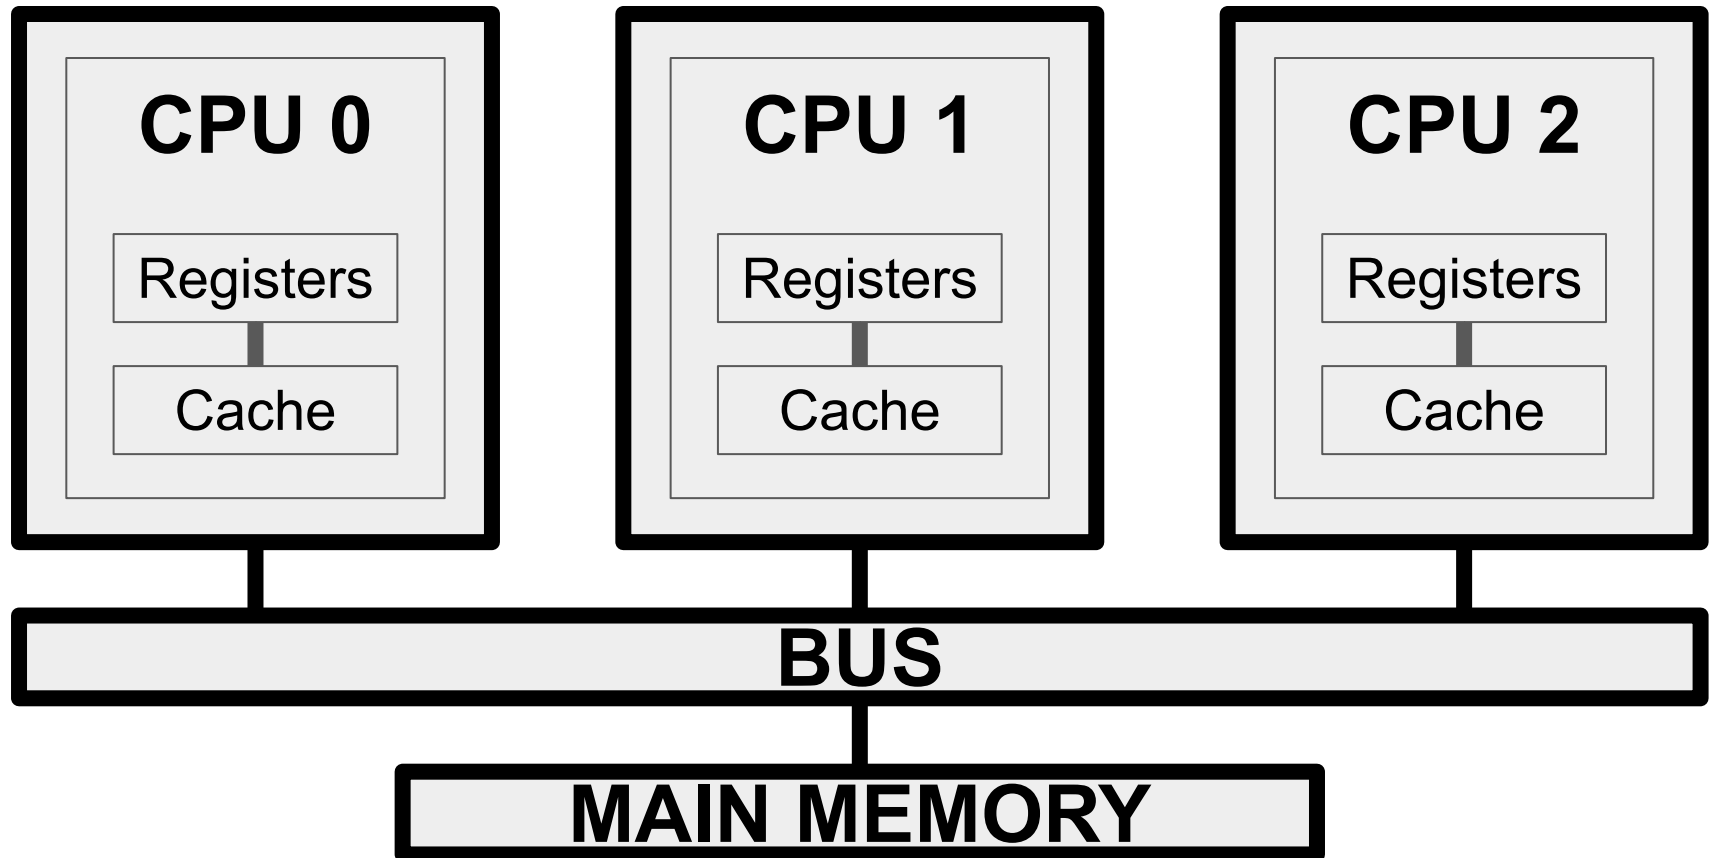 CPU 0
CPU 1
CPU 2
Registers
Registers
Registers
Cache
Cache
Cache
BUS
MAIN MEMORY